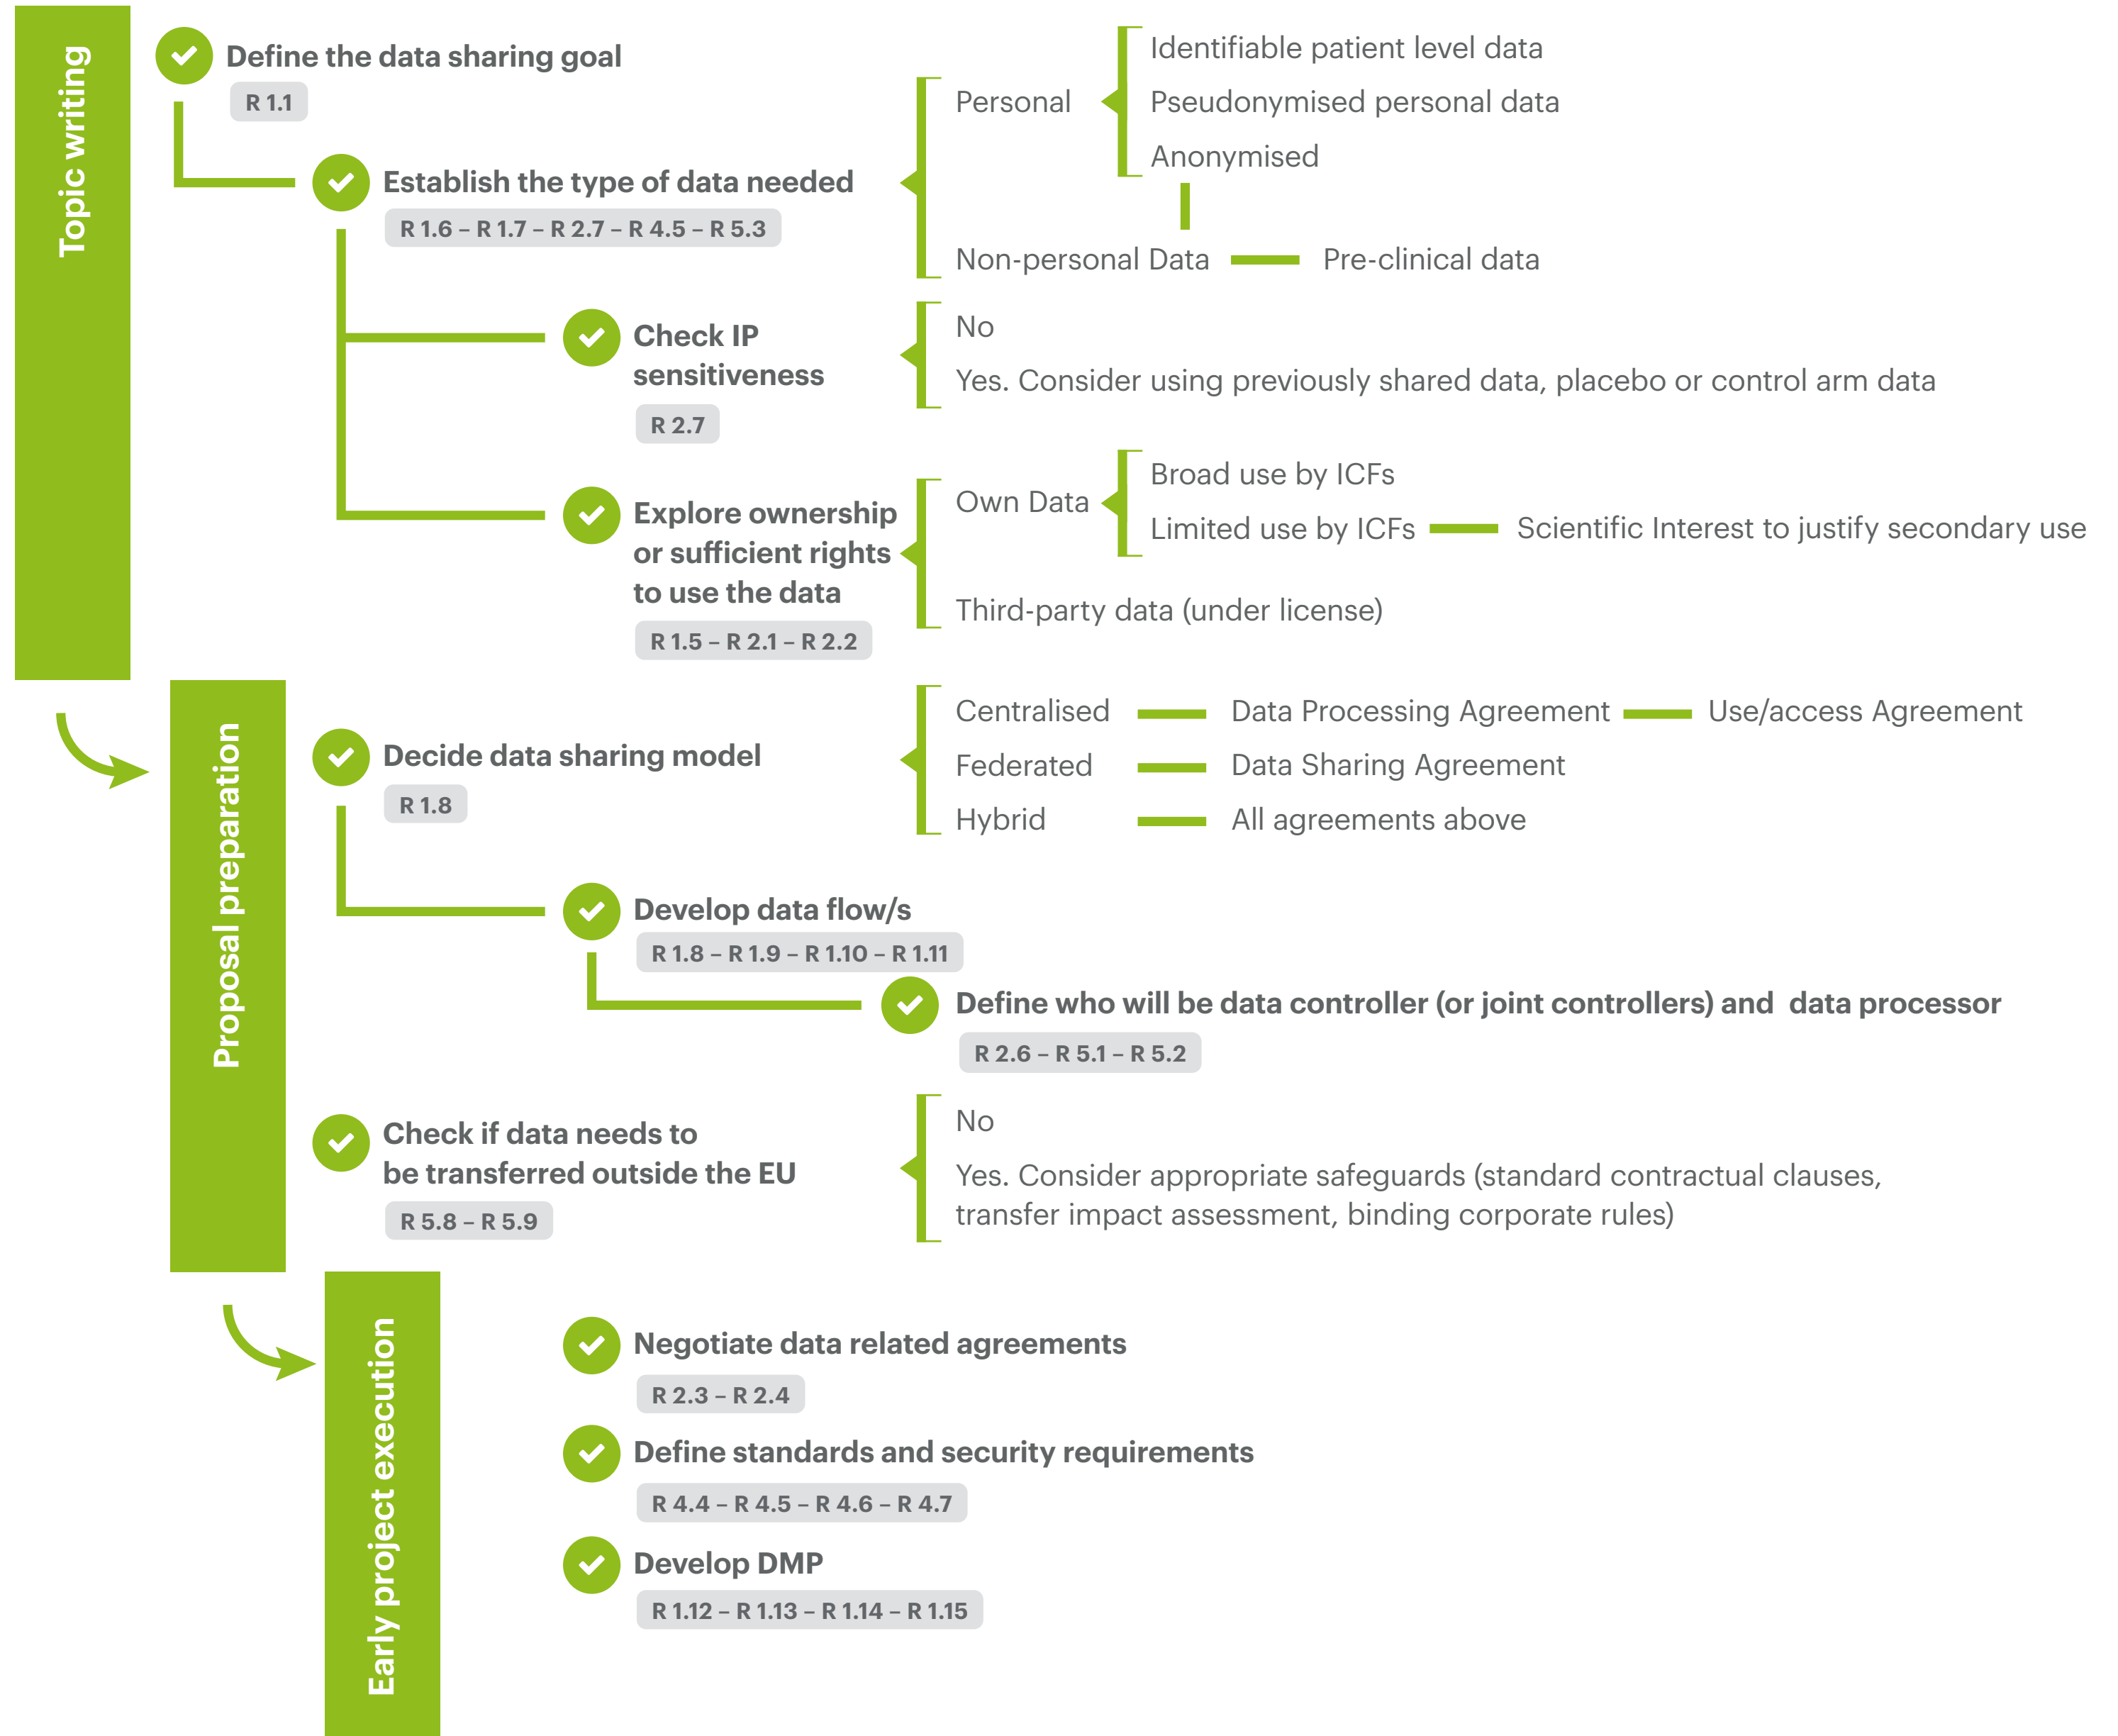 Topic writing
Define the data sharing goal
R 1.1
Establish the type of data needed
R 1.6 – R 1.7 – R 2.7 – R 4.5 – R 5.3
Personal
Identifiable patient level data
Pseudonymised personal data
Anonymised
Non-personal Data
Pre-clinical data
Check IP
sensitiveness
R 2.7
No
Yes. Consider using previously shared data, placebo or control arm data
Explore ownership
or sufficient rights
to use the data
R 1.5 – R 2.1 – R 2.2
Own Data
Broad use by ICFs
Limited use by ICFs
Scientific Interest to justify secondary use
Third-party data (under license)
Proposal preparation
Decide data sharing model
R 1.8
Centralised
Data Processing Agreement
Use/access Agreement
Federated
Data Sharing Agreement
Hybrid
All agreements above
Develop data flow/s
R 1.8 – R 1.9 – R 1.10 – R 1.11
Define who will be data controller (or joint controllers) and data processor
R 2.6 – R 5.1 – R 5.2
Check if data needs to
be transferred outside the EU
R 5.8 – R 5.9
No
Yes. Consider appropriate safeguards (standard contractual clauses,
transfer impact assessment, binding corporate rules)
Early project execution
Negotiate data related agreements
R 2.3 – R 2.4
Define standards and security requirements
R 4.4 – R 4.5 – R 4.6 – R 4.7
Develop DMP
R 1.12 – R 1.13 – R 1.14 – R 1.15